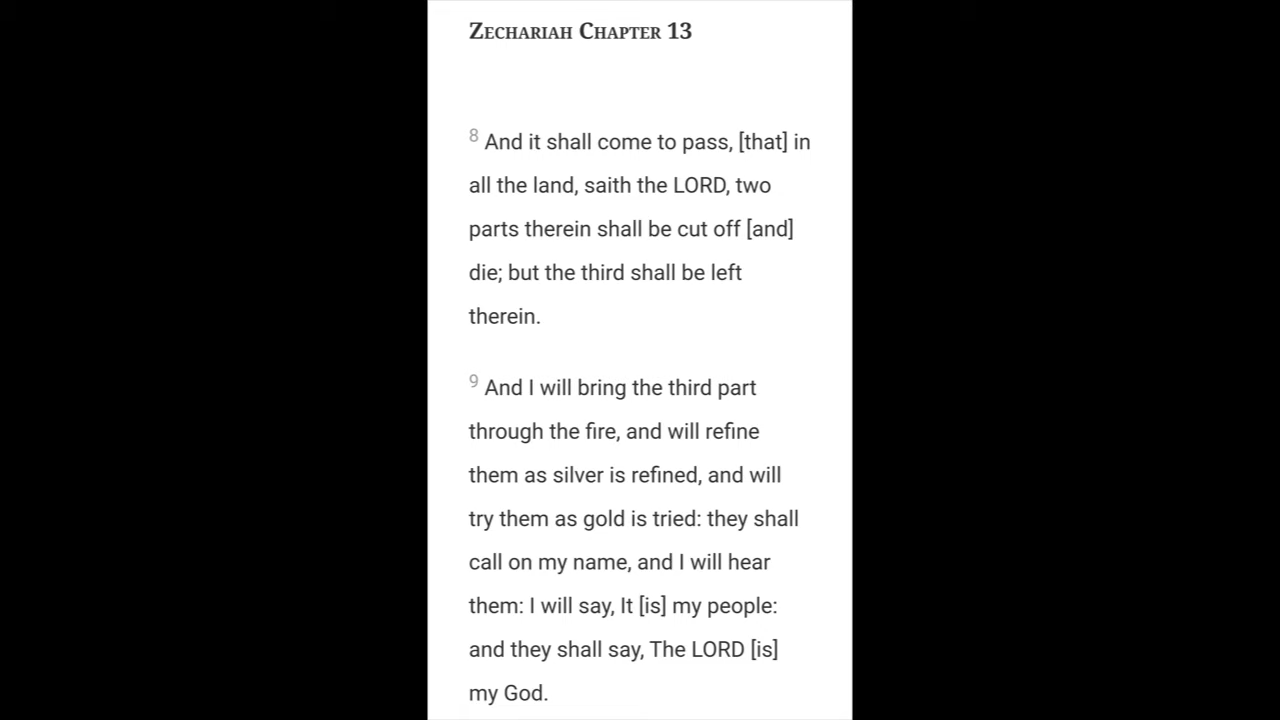 Zechariah Chapter 13
8 And it shall come to pass, [that] in
all the land, saith the LORD, two
parts therein shall be cut off [and]
die; but the third shall be left
therein.
9 And I will bring the third part
through the fire, and will refine
them as silver is refined, and will
try them as gold is tried: they shall
call on my name, and I will hear
them: I will say, It [is] my people:
and they shall say, The LORD [is]
my God.